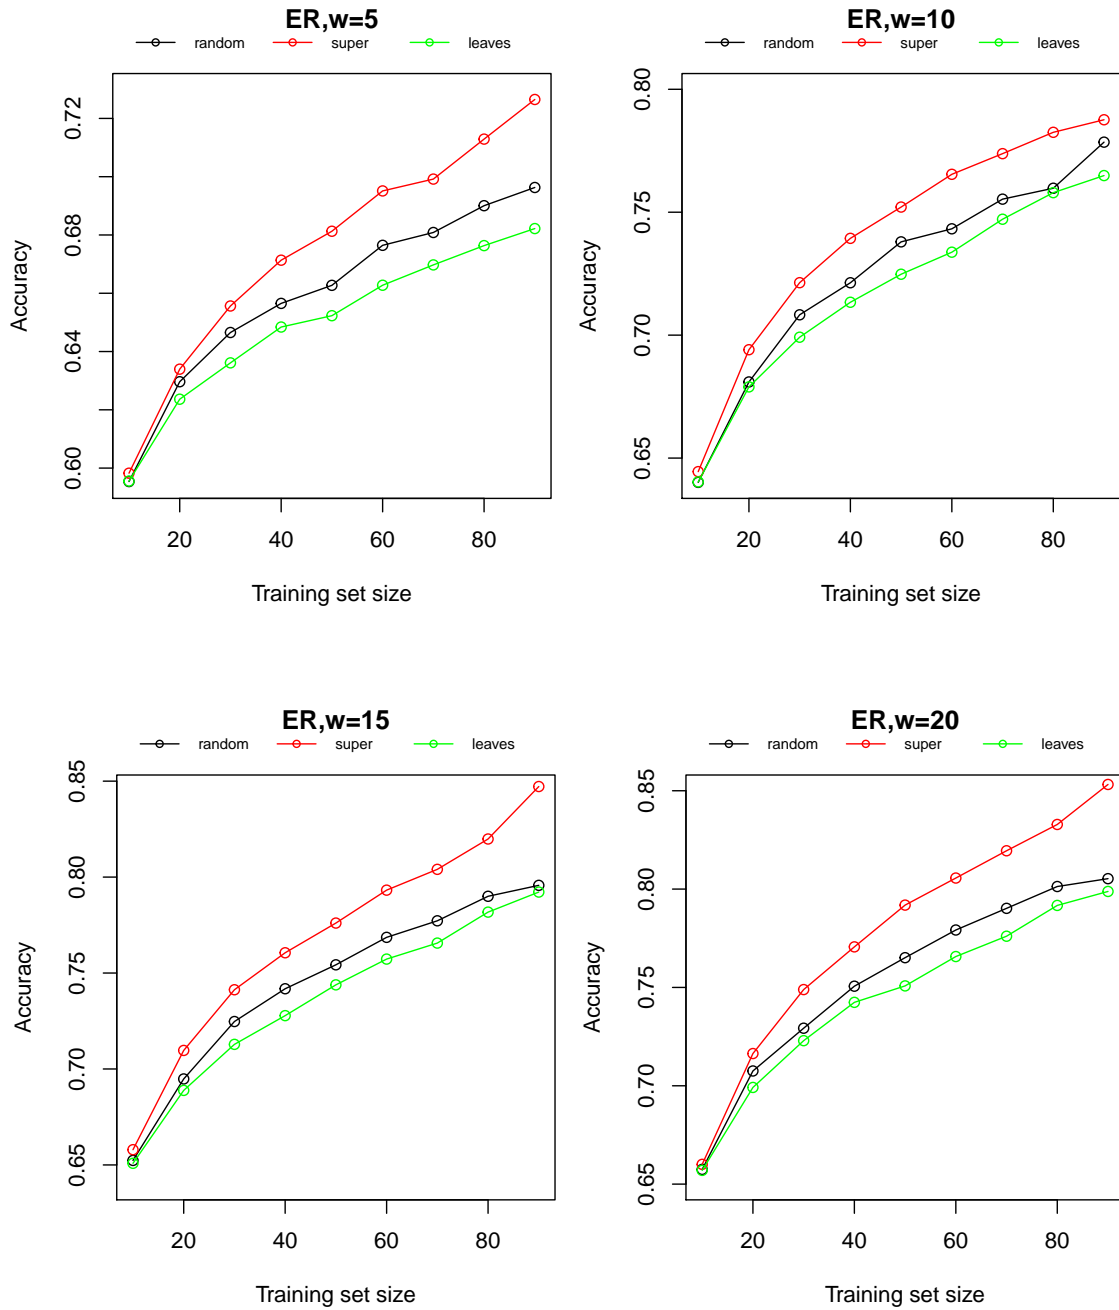 ER,w=5
random super leaves
0.72
0.68
0.64
0.60
Accuracy
20 40 60 80
Training set size
ER,w=10
random super leaves
0.80
0.75
0.70
0.65
Accuracy
20 40 60 80
Training set size
ER,w=15
random super leaves
0.85
0.80
0.75
0.70
0.65
Accuracy
20 40 60 80
Training set size
ER,w=20
random super leaves
0.85
0.80
0.75
0.70
0.65
Accuracy
20 40 60 80
Training set size